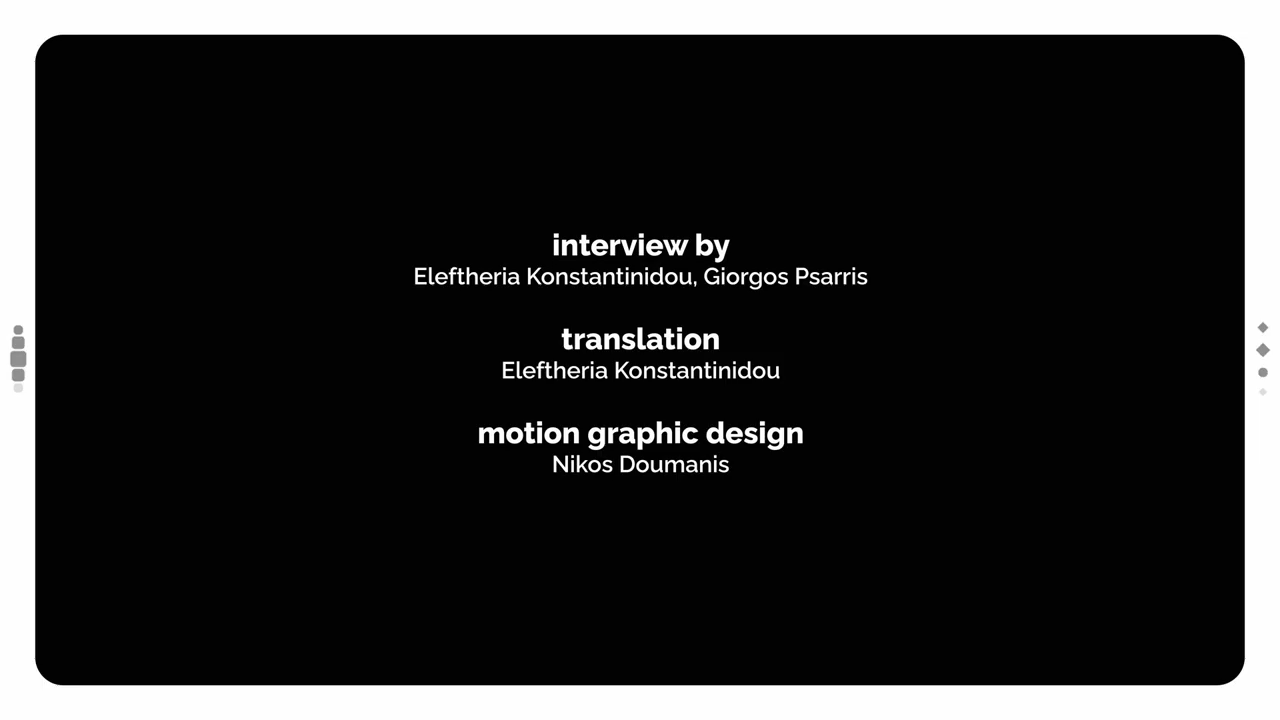 interview by
Eleftheria Konstantinidou, Giorgos Psarris
translation
Eleftheria Konstantinidou
motion graphic design
Nikos Doumanis